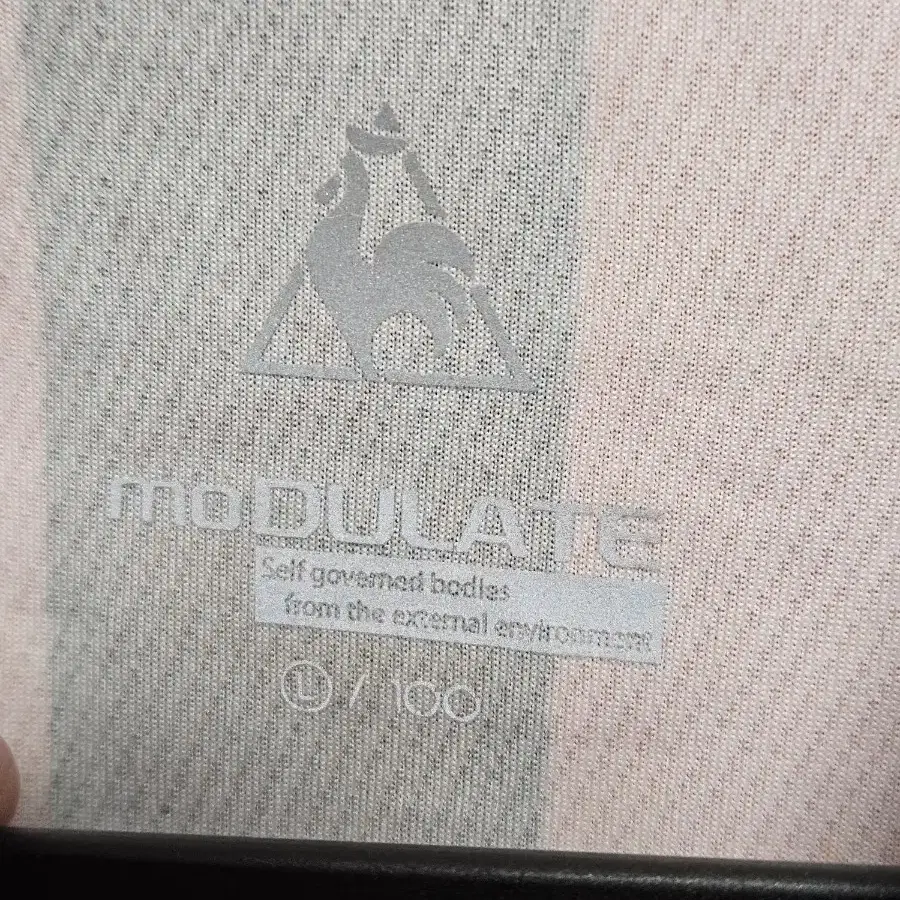 moDULATE
Self governed bodies
from the external environment
Ⓛ / 100